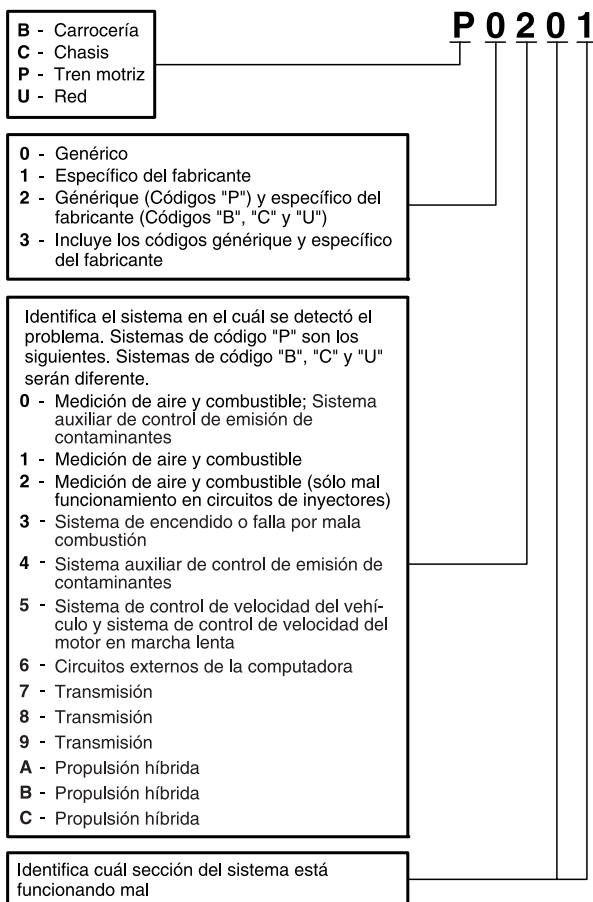 P0201
B - Carrocería
C - Chasis
P - Tren motriz
U - Red
0 - Genérico
1 - Específico del fabricante
2 - Générique (Códigos "P") y específico del
fabricante (Códigos "B", "C" y "U")
3 - Incluye los códigos générique y específico
del fabricante
Identifica el sistema en el cuál se detectó el
problema. Sistemas de código "P" son los
siguientes. Sistemas de código "B", "C" y "U"
serán diferente.
0 - Medición de aire y combustible; Sistema
auxiliar de control de emisión de
contaminantes
1 - Medición de aire y combustible
2 - Medición de aire y combustible (sólo mal
funcionamiento en circuitos de inyectores)
3 - Sistema de encendido o falla por mala
combustión
4 - Sistema auxiliar de control de emisión de
contaminantes
5 - Sistema de control de velocidad del vehí-
culo y sistema de control de velocidad del
motor en marcha lenta
6 - Circuitos externos de la computadora
7 - Transmisión
8 - Transmisión
9 - Transmisión
A - Propulsión híbrida
B - Propulsión híbrida
C - Propulsión híbrida
Identifica cuál sección del sistema está
funcionando mal